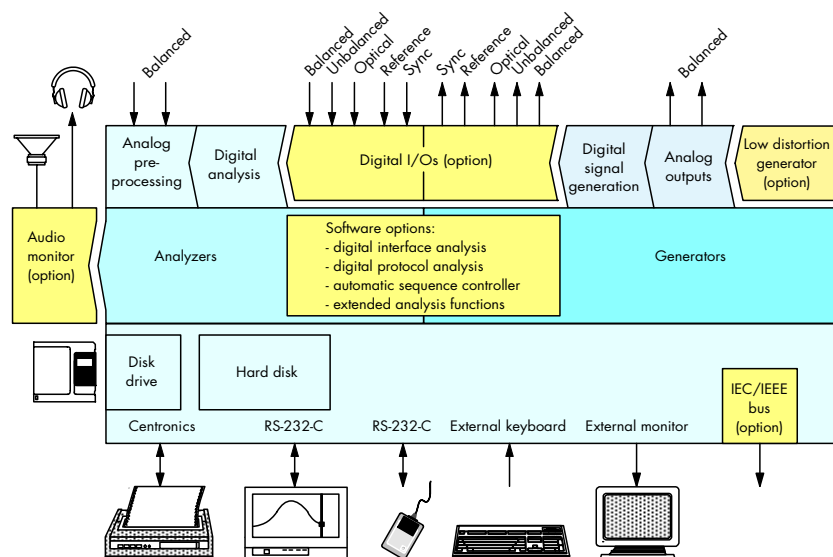 Balanced
Balanced
Unbalanced
Optical
Reference
Sync
Sync
Reference
Optical
Unbalanced
Balanced
Balanced
Analog
pre-
processing
Digital
analysis
Digital I/Os (option)
Digital
signal
generation
Analog
outputs
Low distortion
generator
(option)
Audio
monitor
(option)
Analyzers
Software options:
- digital interface analysis
- digital protocol analysis
- automatic sequence controller
- extended analysis functions
Generators
Disk
drive
Hard disk
IEC/IEEE
bus
(option)
Centronics
RS-232-C
RS-232-C
External keyboard
External monitor